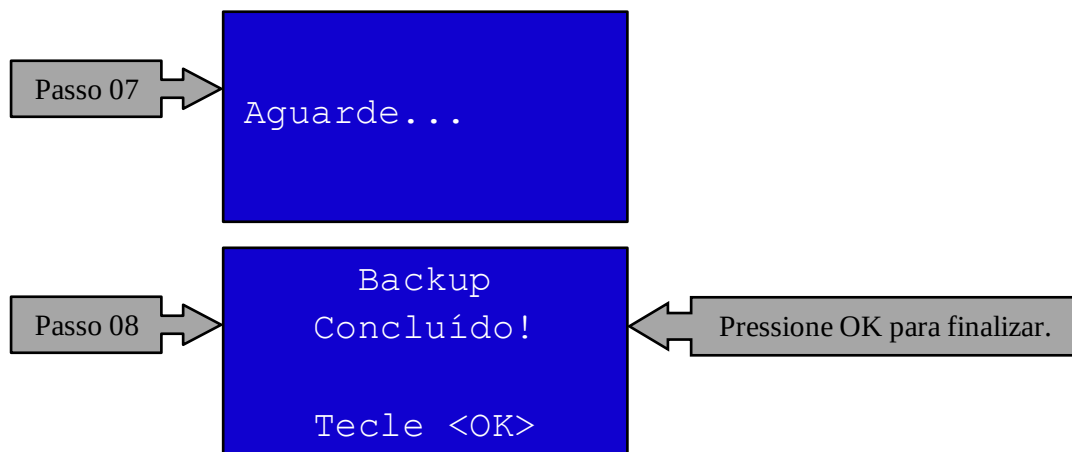 Passo 07
Aguarde...
Backup
Concluído!
Tecle <OK>
Passo 08
Pressione OK para finalizar.